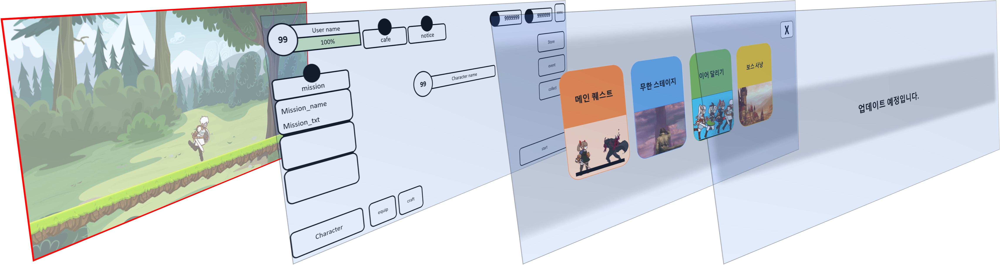 99
User name
100%
cafe
notice
9999999
9999999
MANU
mission
Mission_name
Mission_txt
99
Character name
Store
event
collect
start
Character
equip
craft
X
메인 퀘스트
무한 스테이지
이어 달리기
보스 사냥
업데이트 예정입니다.